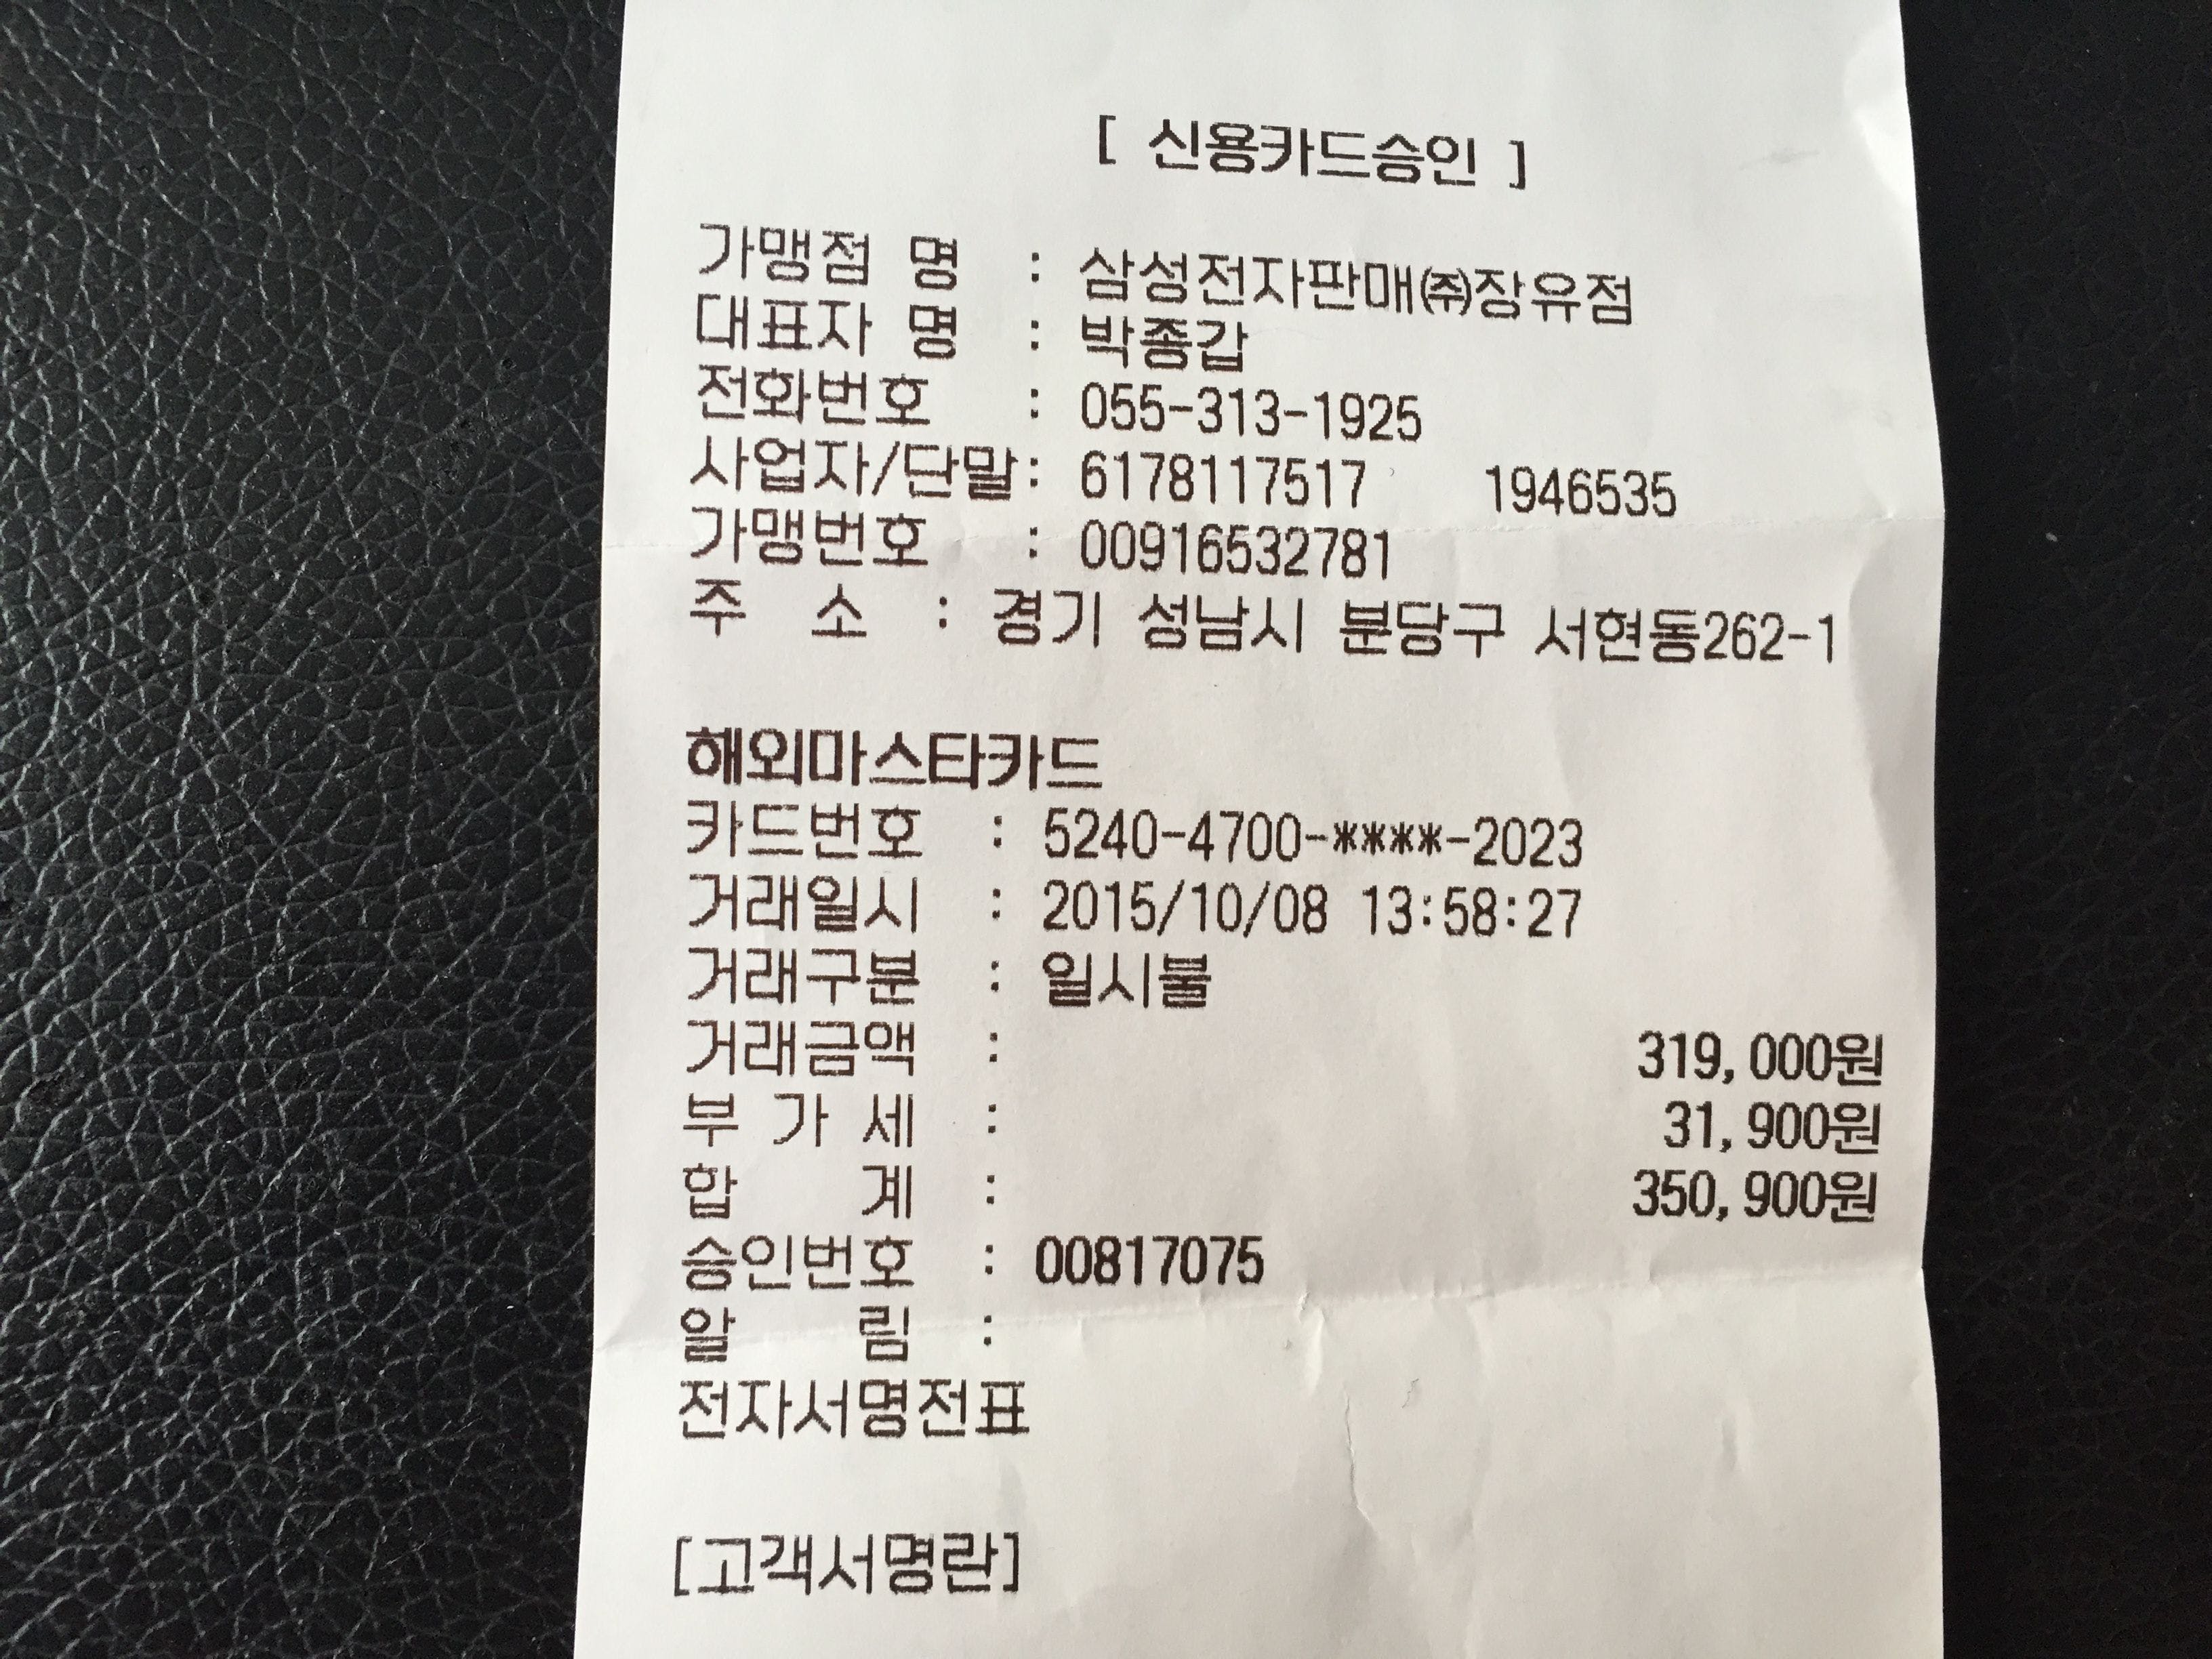 [ 신용카드승인 ]
가맹점 명 : 삼성전자판매㈜장유점
대표자 명 : 박종갑
전화번호 : 055-313-1925
사업자/단말: 6178117517 1946535
가맹번호 : 00916532781
주 소 : 경기 성남시 분당구 서현동262-1
해외마스타카드
카드번호 : 5240-4700-****-2023
거래일시 : 2015/10/08 13:58:27
거래구분 : 일시불
거래금액 : 319,000원
부 가 세 : 31,900원
합 계 : 350,900원
승인번호 : 00817075
알 림 :
전자서명전표
[고객서명란]